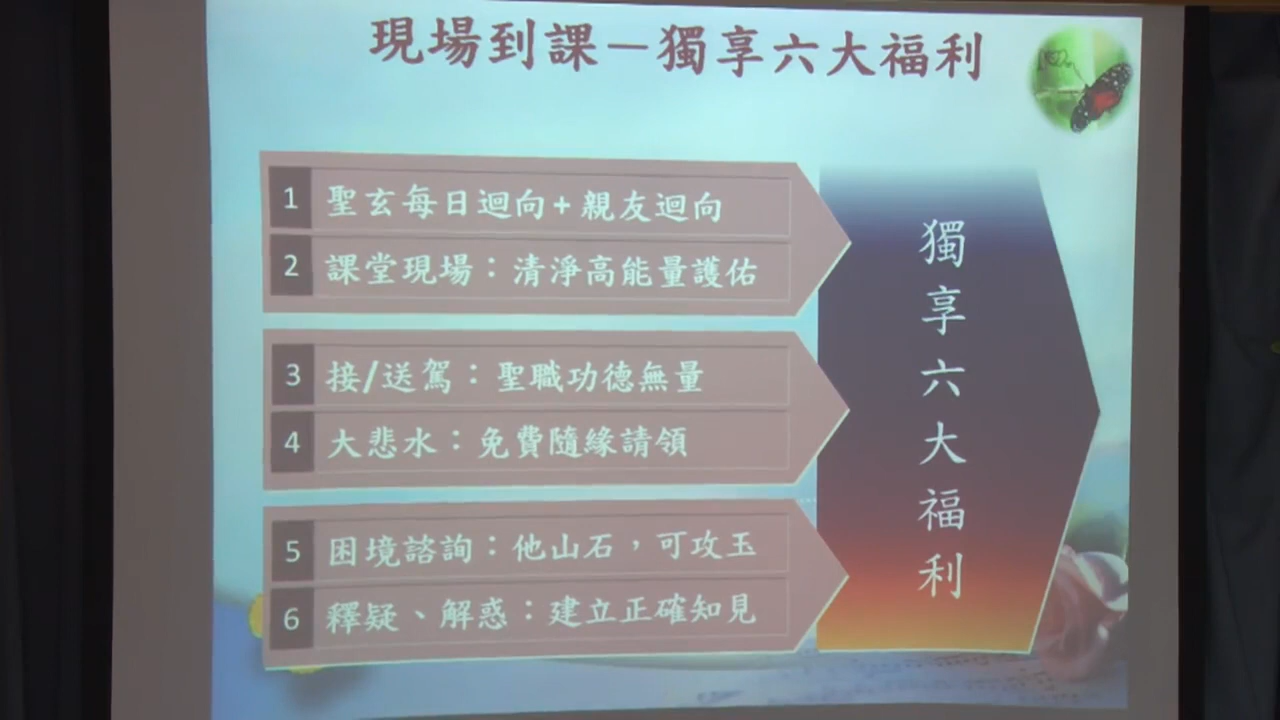 現場到課－獨享六大福利
1 聖玄每日迴向+親友迴向
2 課堂現場：清淨高能量護佑
3 接/送駕：聖職功德無量
4 大悲水：免費隨緣請領
5 困境諮詢：他山石，可攻玉
6 釋疑、解惑：建立正確知見
獨享六大福利